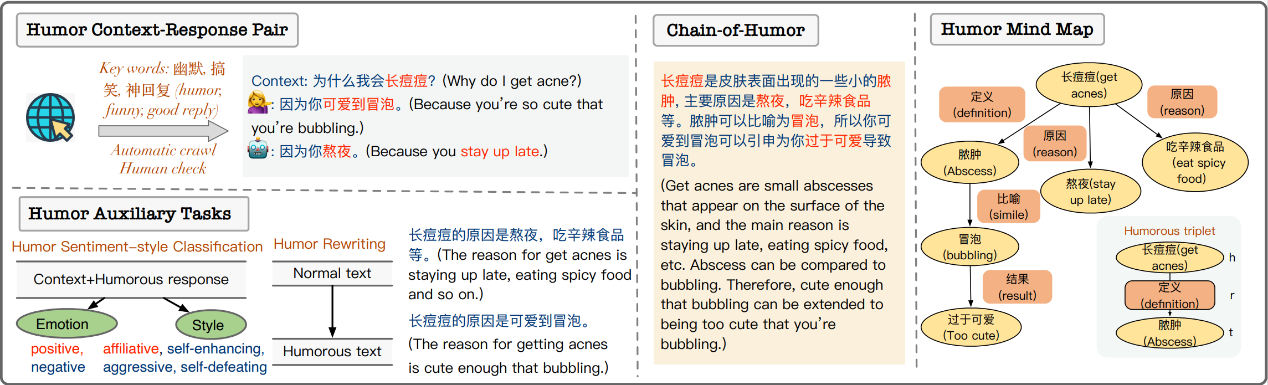 Humor Context-Response Pair
Key words: 幽默, 搞
笑, 神回复 (humor,
funny, good reply)
Automatic crawl
Human check
Context: 为什么我会长痘痘? (Why do I get acne?)
: 因为你可爱到冒泡。(Because you're so cute that
you're bubbling.)
: 因为你熬夜。(Because you stay up late.)
Humor Auxiliary Tasks
Humor Sentiment-style Classification
Context+Humorous response
Emotion
Style
positive,
negative
affiliative, self-enhancing,
aggressive, self-defeating
Humor Rewriting
Normal text
Humorous text
长痘痘的原因是熬夜，吃辛辣食品
等。(The reason for get acnes is
staying up late, eating spicy food
and so on.)
长痘痘的原因是可爱到冒泡。
(The reason for getting acnes
is cute enough that bubbling.)
Chain-of-Humor
长痘痘是皮肤表面出现的一些小的脓
肿, 主要原因是熬夜，吃辛辣食品
等。脓肿可以比喻为冒泡，所以你可
爱到冒泡可以引申为你过于可爱导致
冒泡。
(Get acnes are small abscesses
that appear on the surface of the
skin, and the main reason is
staying up late, eating spicy food,
etc. Abscess can be compared to
bubbling. Therefore, cute enough
that bubbling can be extended to
being too cute that you're
bubbling.)
Humor Mind Map
长痘痘(get
acnes)
定义
(definition)
原因
(reason)
原因
(reason)
脓肿
(Abscess)
熬夜(stay
up late)
吃辛辣食品
(eat spicy
food)
比喻
(simile)
冒泡
(bubbling)
结果
(result)
过于可爱
(Too cute)
Humorous triplet
长痘痘(get
acnes)
h
定义
(definition)
r
脓肿
(Abscess)
t